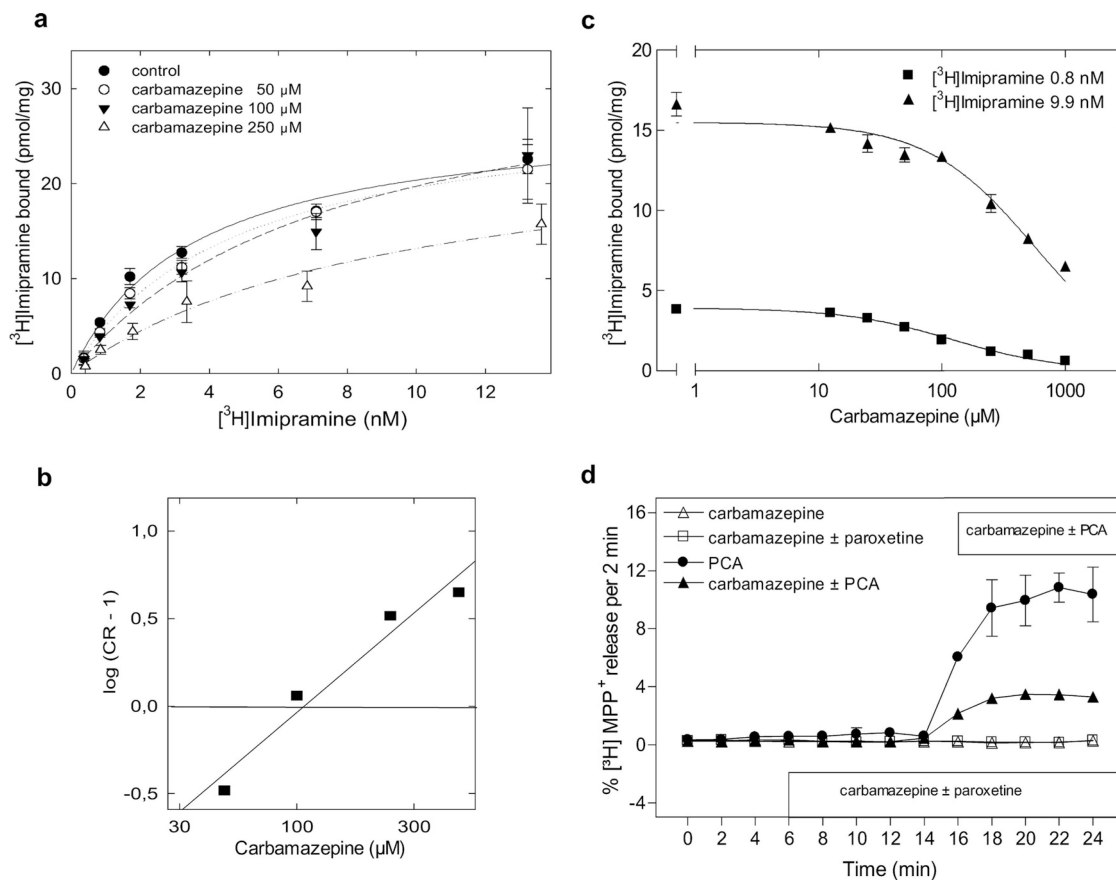 a
control
carbamazepine 50 µM
carbamazepine 100 µM
carbamazepine 250 µM
30
20
10
0
0 2 4 6 8 10 12
[³H]Imipramine bound (pmol/mg)
[³H]Imipramine (nM)
b
1,0
0.5
0,0
-0,5
30 100 300
log (CR - 1)
Carbamazepine (µM)
c
[³H]Imipramine 0.8 nM
[³H]Imipramine 9.9 nM
20
15
10
5
0
1 10 100 1000
[³H]Imipramine bound (pmol/mg)
Carbamazepine (µM)
d
carbamazepine
carbamazepine ± paroxetine
PCA
carbamazepine ± PCA
carbamazepine ± PCA
16
12
8
4
0
-4
carbamazepine ± paroxetine
0 2 4 6 8 10 12 14 16 18 20 22 24
% [³H] MPP⁺ release per 2 min
Time (min)